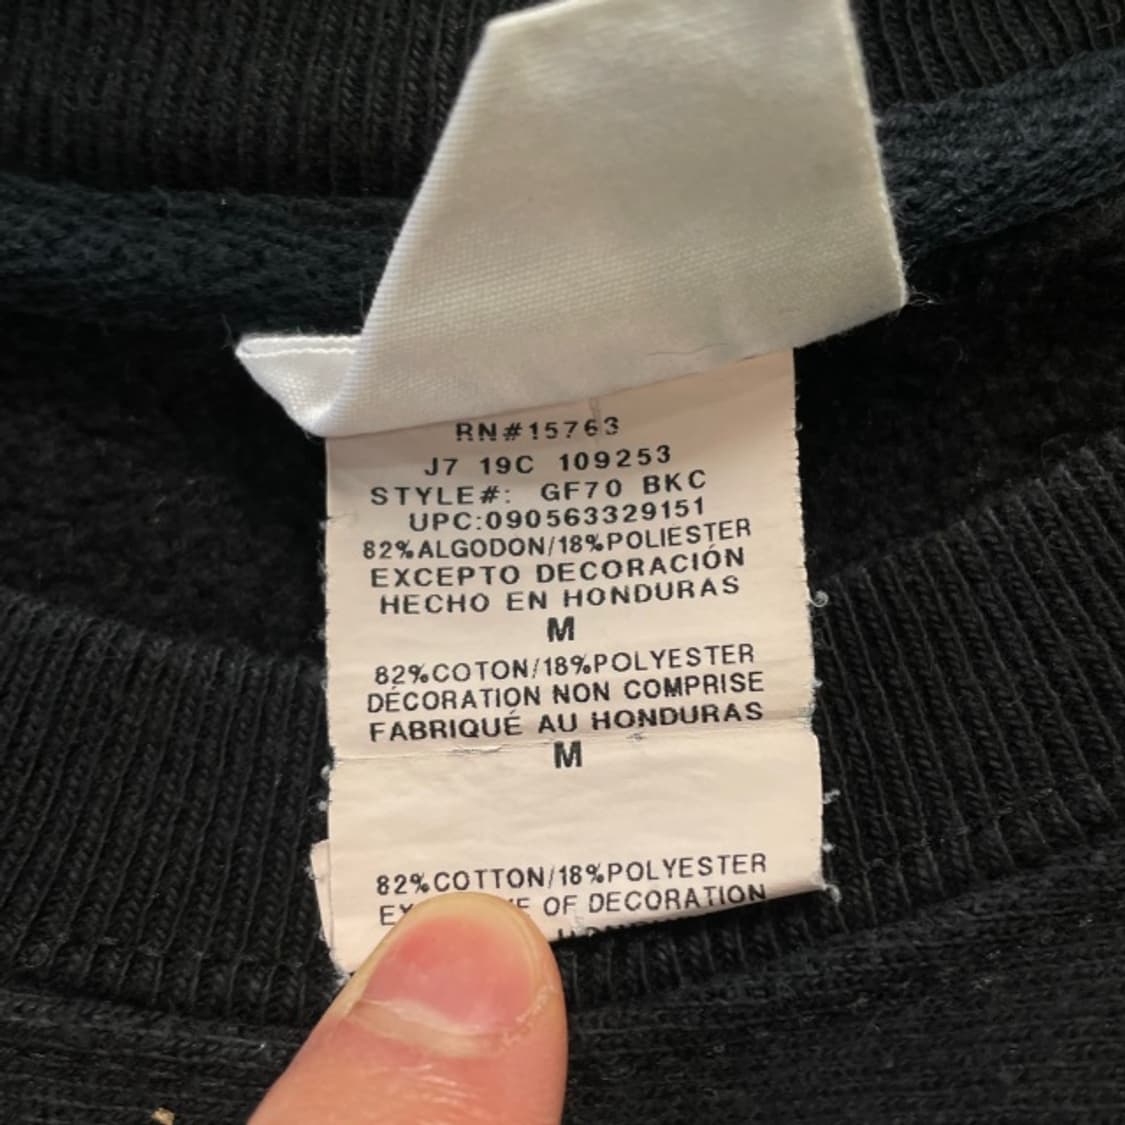 RN#15763
J7 19C 109253
STYLE#: GF70 BKC
UPC:090563329151
82%ALGODON/18%POLIESTER
EXCEPTO DECORACIÓN
HECHO EN HONDURAS
M
82%COTON/18%POLYESTER
DÉCORATION NON COMPRISE
FABRIQUÉ AU HONDURAS
M
82%COTTON/18%POLYESTER
OF DECORATION